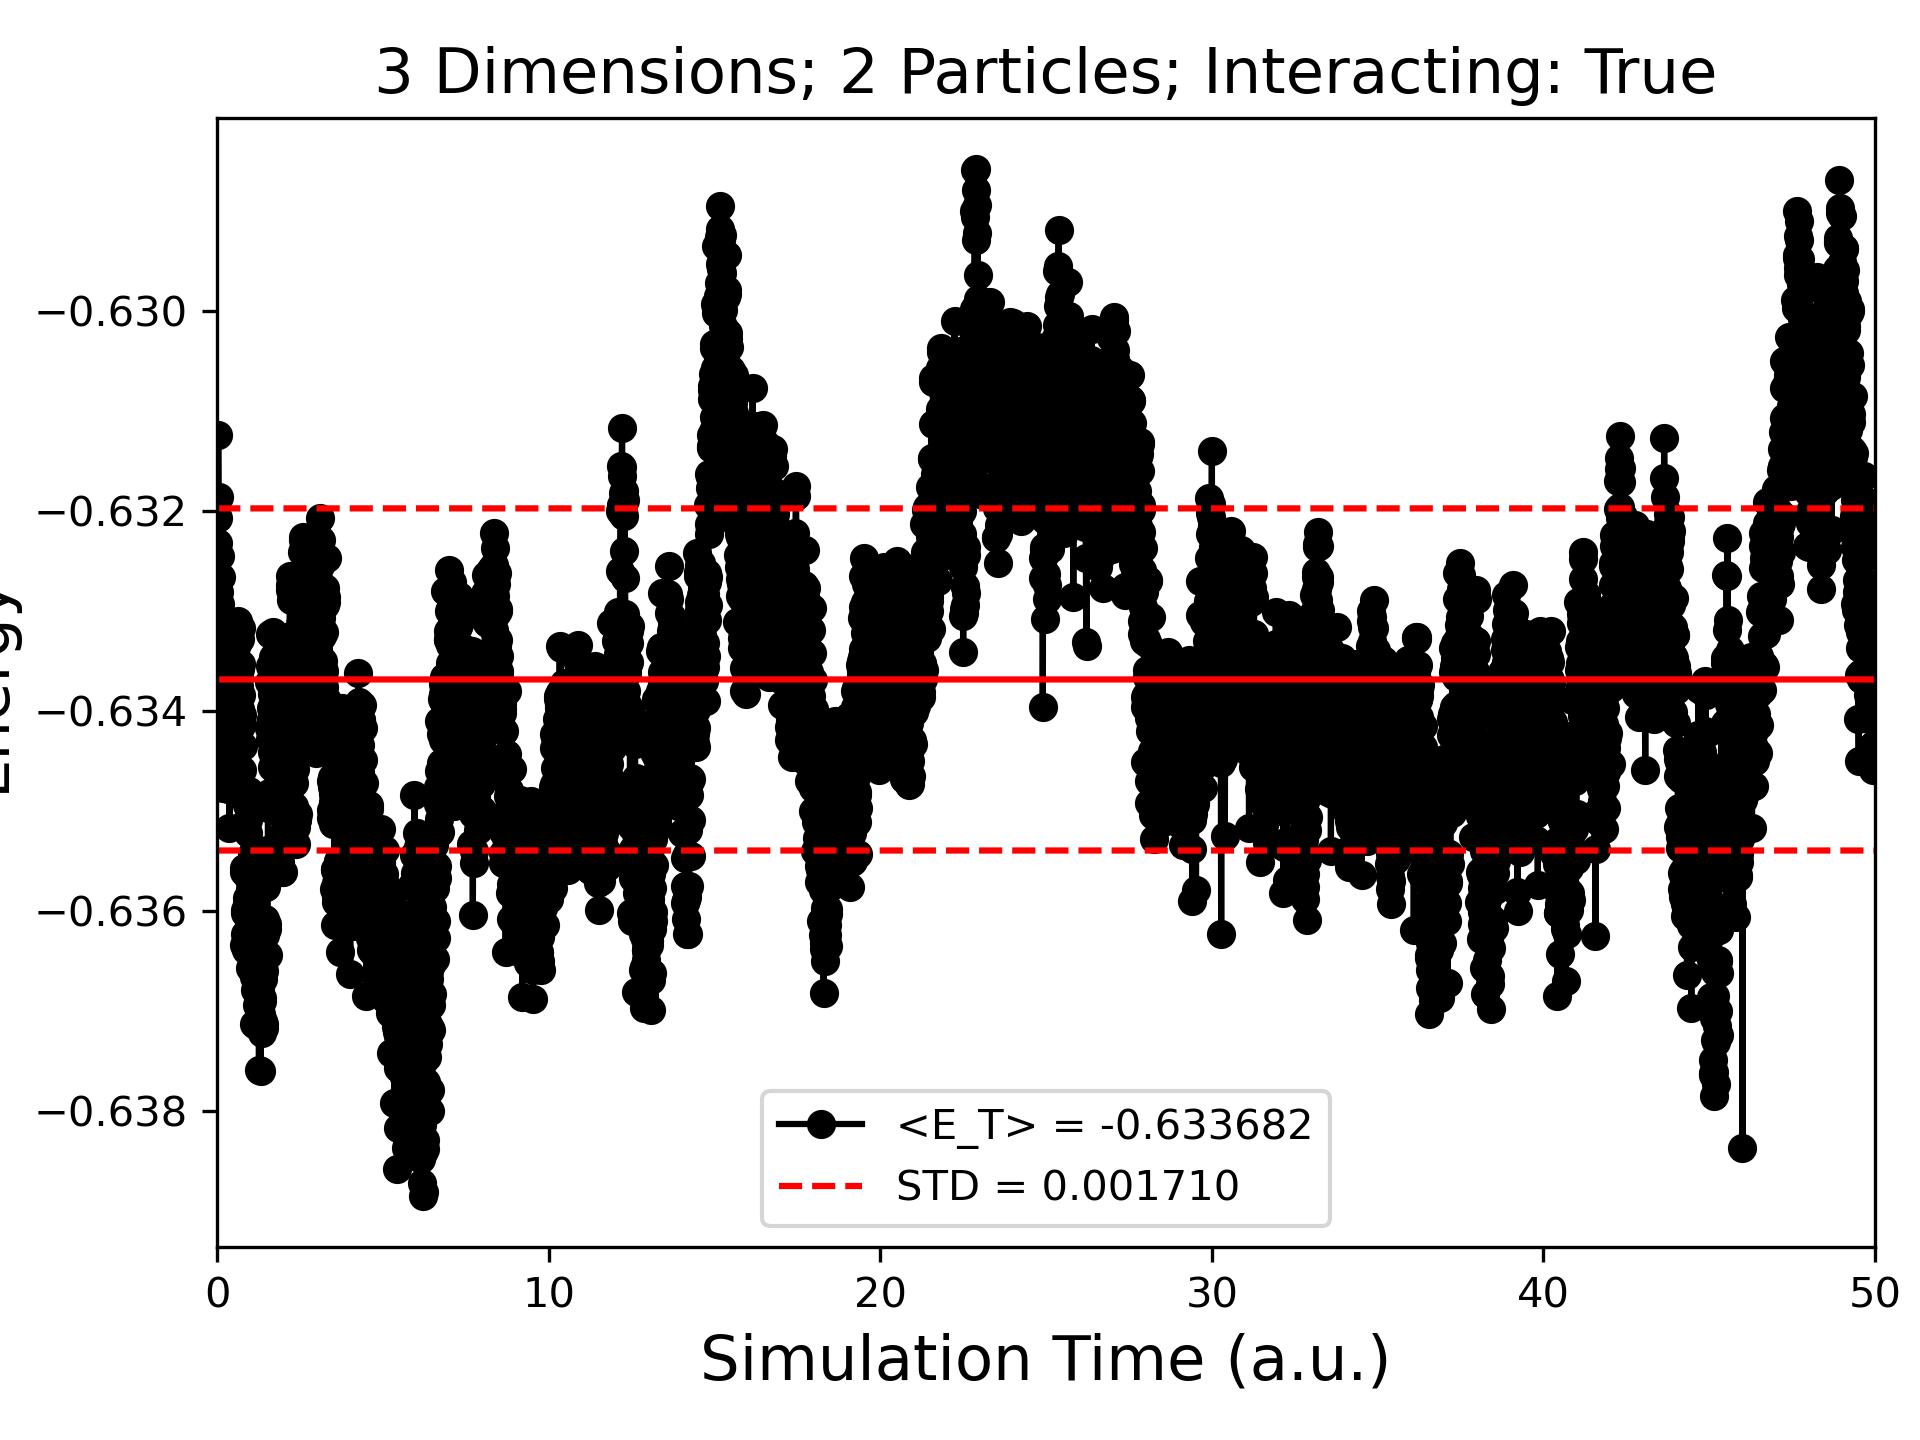 3 Dimensions; 2 Particles; Interacting: True
−0.630
−0.632
−0.634
−0.636
−0.638
Energy
<E_T> = -0.633682
STD = 0.001710
0 10 20 30 40 50
Simulation Time (a.u.)